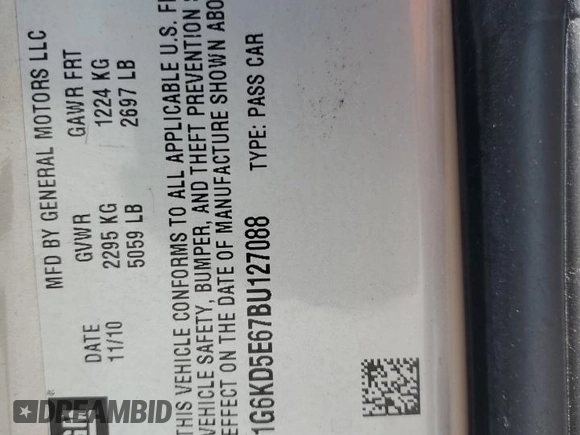 MFD BY GENERAL MOTORS LLC
DATE GVWR GAWR FRT
11/10 2295 KG 1224 KG
5059 LB 2697 LB
THIS VEHICLE CONFORMS TO ALL APPLICABLE U.S.
VEHICLE SAFETY, BUMPER, AND THEFT PREVENTION
EFFECT ON THE DATE OF MANUFACTURE SHOWN
1G6KD5E67BU127088 TYPE: PASS CAR
GM
DREAMBID